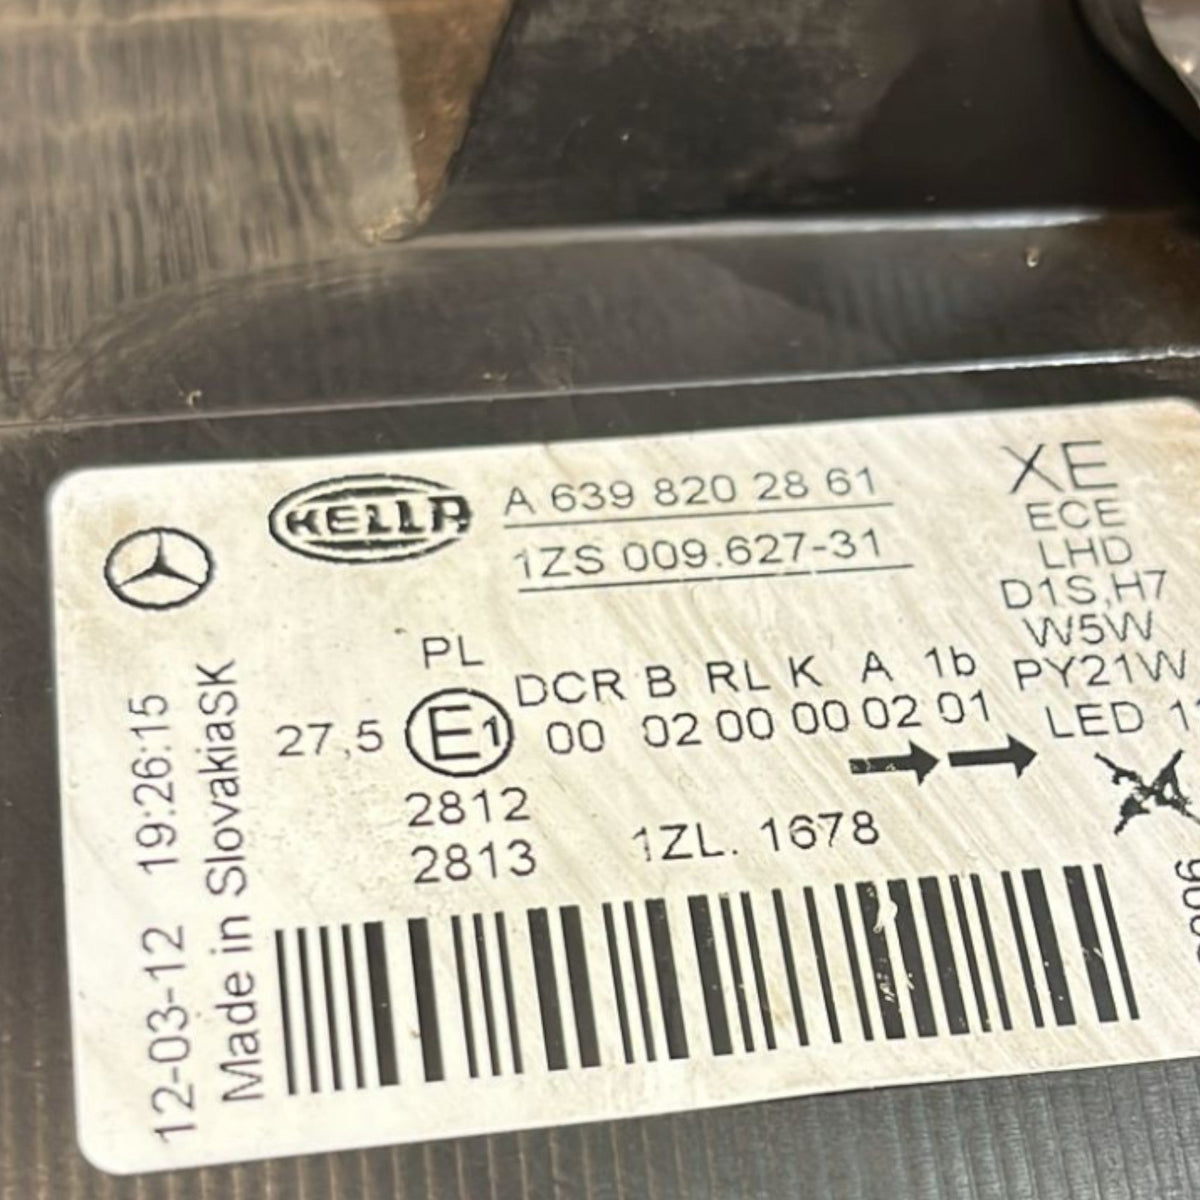 HELLA
A 639 820 2861
1ZS 009.627-31
XE
ECE
LHD
D1S,H7
W5W
PY21W
LED
PL
DCR B RL K A 1b
27,5 E1 00 02 00 00 02 01
2812
2813
1ZL. 1678
12-03-12 19:26:15
Made in SlovakiaSK